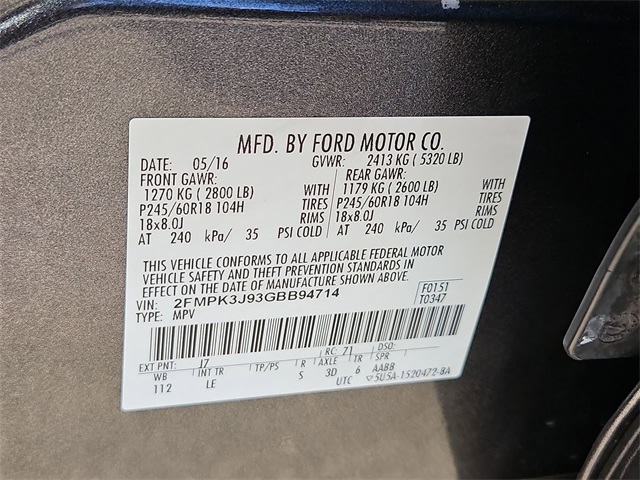 MFD. BY FORD MOTOR CO.
DATE: 05/16 GVWR: 2413 KG ( 5320 LB)
FRONT GAWR: REAR GAWR:
1270 KG ( 2800 LB) WITH 1179 KG ( 2600 LB) WITH
P245/60R18 104H TIRES P245/60R18 104H TIRES
18x8.0J RIMS 18x8.0J RIMS
AT 240 kPa/ 35 PSI COLD AT 240 kPa/ 35 PSI COLD
THIS VEHICLE CONFORMS TO ALL APPLICABLE FEDERAL MOTOR
VEHICLE SAFETY AND THEFT PREVENTION STANDARDS IN
EFFECT ON THE DATE OF MANUFACTURE SHOWN ABOVE.
VIN: 2FMPK3J93GBB94714 F0151
TYPE: MPV T0347
EXT PNT: J7 RC: 71 DSO:
WB INT TR TP/PS R AXLE TR SPR
112 LE S 3D 6 AABB
UTC 5U5A-1520472-BA